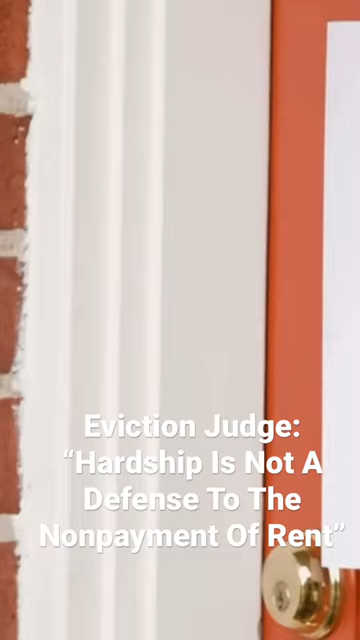 Eviction Judge:
“Hardship Is Not A
Defense To The
Nonpayment Of Rent”